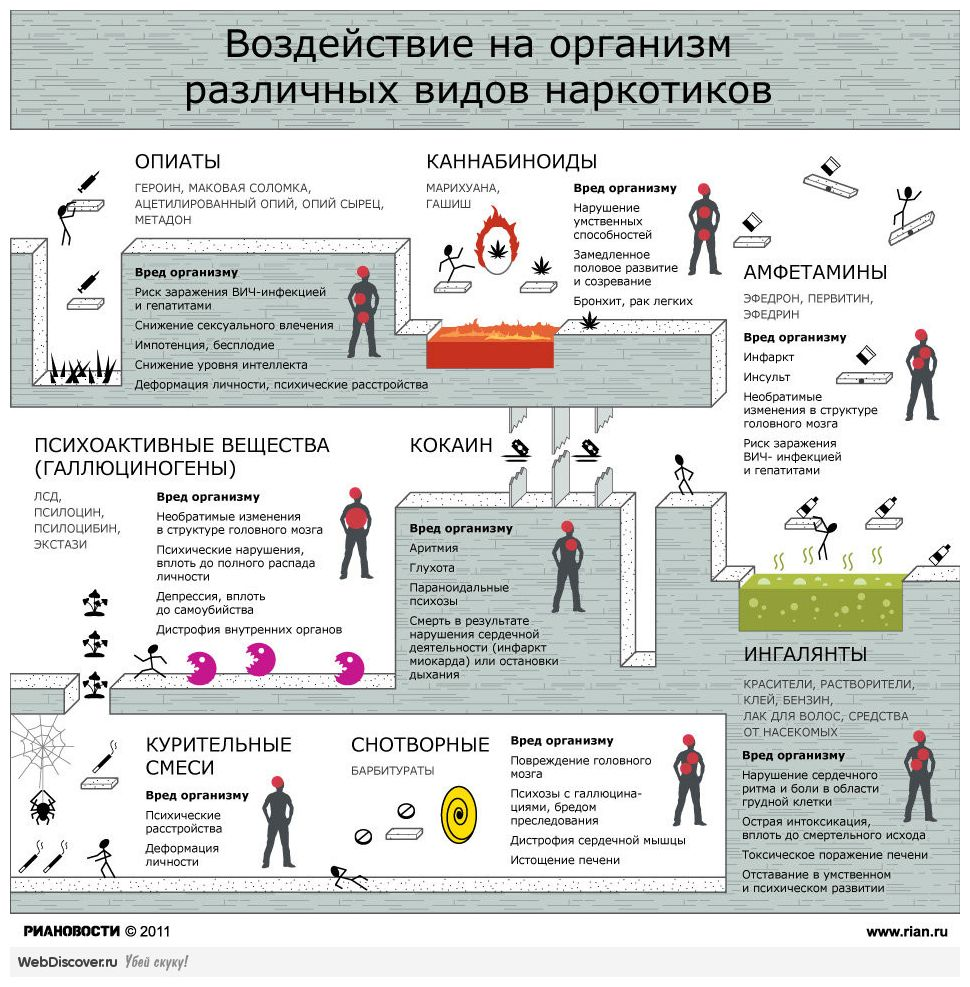 Воздействие на организм
различных видов наркотиков
ОПИАТЫ
ГЕРОИН, МАКОВАЯ СОЛОМКА,
АЦЕТИЛИРОВАННЫЙ ОПИЙ, ОПИЙ СЫРЕЦ,
МЕТАДОН
Вред организму
Риск заражения ВИЧ-инфекцией
и гепатитами
Снижение сексуального влечения
Импотенция, бесплодие
Снижение уровня интеллекта
Деформация личности, психические расстройства
КАННАБИНОИДЫ
МАРИХУАНА,
ГАШИШ
Вред организму
Нарушение
умственных
способностей
Замедленное
половое развитие
и созревание
Бронхит, рак легких
АМФЕТАМИНЫ
ЭФЕДРОН, ПЕРВИТИН,
ЭФЕДРИН
Вред организму
Инфаркт
Инсульт
Необратимые
изменения в структуре
головного мозга
Риск заражения
ВИЧ- инфекцией
и гепатитами
ПСИХОАКТИВНЫЕ ВЕЩЕСТВА
(ГАЛЛЮЦИНОГЕНЫ)
ЛСД,
ПСИЛОЦИН,
ПСИЛОЦИБИН,
ЭКСТАЗИ
Вред организму
Необратимые изменения
в структуре головного мозга
Психические нарушения,
вплоть до полного распада
личности
Депрессия, вплоть
до самоубийства
Дистрофия внутренних органов
КОКАИН
Вред организму
Аритмия
Глухота
Параноидальные
психозы
Смерть в результате
нарушения сердечной
деятельности (инфаркт
миокарда) или остановки
дыхания
ИНГАЛЯНТЫ
КРАСИТЕЛИ, РАСТВОРИТЕЛИ,
КЛЕЙ, БЕНЗИН,
ЛАК ДЛЯ ВОЛОС, СРЕДСТВА
ОТ НАСЕКОМЫХ
Вред организму
Нарушение сердечного
ритма и боли в области
грудной клетки
Острая интоксикация,
вплоть до смертельного исхода
Токсическое поражение печени
Отставание в умственном
и психическом развитии
КУРИТЕЛЬНЫЕ
СМЕСИ
Вред организму
Психические
расстройства
Деформация
личности
СНОТВОРНЫЕ
БАРБИТУРАТЫ
Вред организму
Повреждение головного
мозга
Психозы с галлюцина-
циями, бредом
преследования
Дистрофия сердечной мышцы
Истощение печени
РИАНОВОСТИ © 2011
www.rian.ru
WebDiscover.ru Убей скуку!